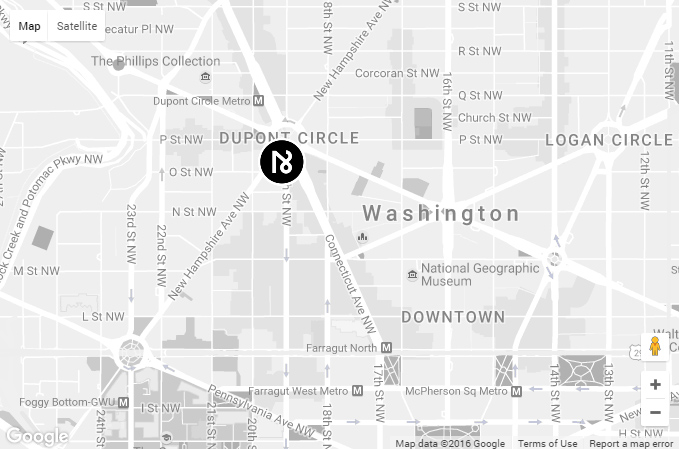 S St NW
S St NW
Decatur Pl NW
Map
Satellite
18th St NW
New Hampshire Ave NW
R St NW
11th St NW
The Phillips Collection
Corcoran St NW
16th St NW
Q St NW
Dupont Circle Metro M
Church St NW
P St NW
DUPONT CIRCLE
P St NW
LOGAN CIRCLE
Rock Creek and Potomac Pkwy NW
O St NW
12th St NW
N St NW
Washington
23rd St NW
22nd St NW
New Hampshire Ave NW
Connecticut Ave NW
M St NW
National Geographic
Museum
L St NW
DOWNTOWN
Farragut North M
17th St NW
14th St NW
13th St NW
Farragut West Metro M
McPherson Sq Metro M
Pennsylvania Ave NW
Foggy Bottom-GWU M
I St NW
24th St
21st St
20th St
18th St
H St NW
+
−
Google
Map data ©2016 Google
Terms of Use
Report a map error